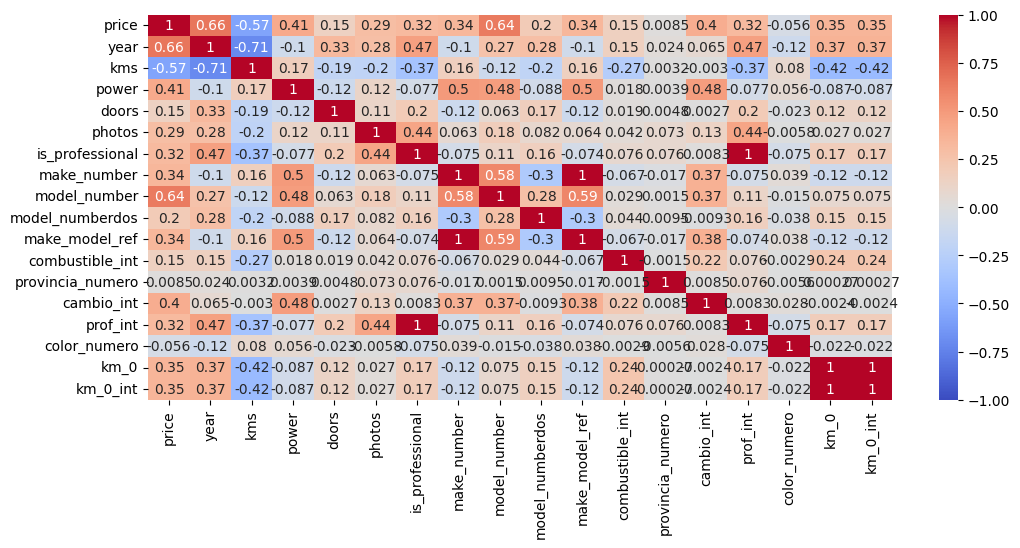 price 1 0.66 -0.57 0.41 0.15 0.29 0.32 0.34 0.64 0.2 0.34 0.15 0.0085 0.4 0.32 -0.056 0.35 0.35
year 0.66 1 -0.71 -0.1 0.33 0.28 0.47 -0.1 0.27 0.28 -0.1 0.15 0.024 0.065 0.47 -0.12 0.37 0.37
kms -0.57 -0.71 1 0.17 -0.19 -0.2 -0.37 0.16 -0.12 -0.2 0.16 -0.27 0.0032 -0.003 -0.37 0.08 -0.42 -0.42
power 0.41 -0.1 0.17 1 -0.12 0.12 -0.077 0.5 0.48 -0.088 0.5 0.018 0.0039 0.48 -0.077 0.056 -0.087 -0.087
doors 0.15 0.33 -0.19 -0.12 1 0.11 0.2 -0.12 0.063 0.17 -0.12 0.019 0.0048 0.0027 0.2 -0.023 0.12 0.12
photos 0.29 0.28 -0.2 0.12 0.11 1 0.44 0.063 0.18 0.082 0.064 0.042 0.073 0.13 0.44 -0.0058 0.027 0.027
is_professional 0.32 0.47 -0.37 -0.077 0.2 0.44 1 -0.075 0.11 0.16 -0.074 0.076 0.076 0.0083 1 -0.075 0.17 0.17
make_number 0.34 -0.1 0.16 0.5 -0.12 0.063 -0.075 1 0.58 -0.3 1 -0.067 -0.017 0.37 -0.075 0.039 -0.12 -0.12
model_number 0.64 0.27 -0.12 0.48 0.063 0.18 0.11 0.58 1 0.28 0.59 0.029 0.0015 0.37 0.11 -0.015 0.075 0.075
model_numberdos 0.2 0.28 -0.2 -0.088 0.17 0.082 0.16 -0.3 0.28 1 -0.3 0.044 0.0095 -0.0093 0.16 -0.038 0.15 0.15
make_model_ref 0.34 -0.1 0.16 0.5 -0.12 0.064 -0.074 1 0.59 -0.3 1 -0.067 -0.017 0.38 -0.074 0.038 -0.12 -0.12
combustible_int 0.15 0.15 -0.27 0.018 0.019 0.042 0.076 -0.067 0.029 0.044 -0.067 1 -0.0015 0.22 0.076 -0.0029 0.24 0.24
provincia_numero 0.024 0.0032 0.0039 0.0048 0.073 0.076 -0.017 0.0015 0.0095 -0.017 -0.0015 1 0.0085 0.076 0.00027
cambio_int 0.4 0.065 -0.003 0.48 0.0027 0.13 0.0083 0.37 0.37 -0.0093 0.38 0.22 0.0085 1 0.0083 0.028 -0.0024 -0.0024
prof_int 0.32 0.47 -0.37 -0.077 0.2 0.44 1 -0.075 0.11 0.16 -0.074 0.076 0.076 0.0083 1 -0.075 0.17 0.17
color_numero -0.056 -0.12 0.08 0.056 -0.023 -0.0058 -0.075 0.039 -0.015 -0.038 0.038 -0.0029 -0.0056 0.028 -0.075 1 -0.022 -0.022
km_0 0.35 0.37 -0.42 -0.087 0.12 0.027 0.17 -0.12 0.075 0.15 -0.12 0.24 0.00027 -0.0024 0.17 -0.022 1 1
km_0_int 0.35 0.37 -0.42 -0.087 0.12 0.027 0.17 -0.12 0.075 0.15 -0.12 0.24 0.00027 -0.0024 0.17 -0.022 1 1
price
year
kms
power
doors
photos
is_professional
make_number
model_number
model_numberdos
make_model_ref
combustible_int
provincia_numero
cambio_int
prof_int
color_numero
km_0
km_0_int
1.00
0.75
0.50
0.25
0.00
−0.25
−0.50
−0.75
−1.00